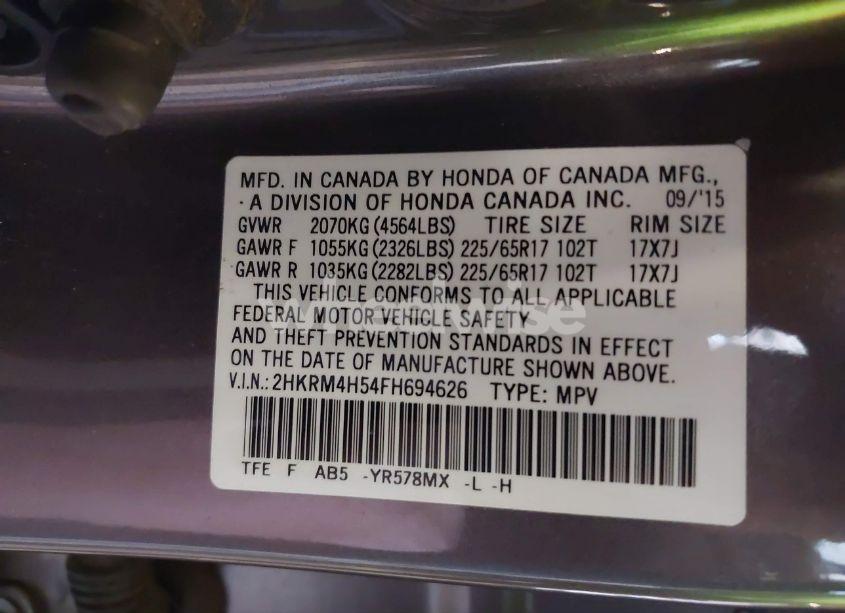 MFD. IN CANADA BY HONDA OF CANADA MFG.,
A DIVISION OF HONDA CANADA INC. 09/'15
GVWR 2070KG(4564LBS) TIRE SIZE RIM SIZE
GAWR F 1055KG(2326LBS) 225/65R17 102T 17X7J
GAWR R 1035KG(2282LBS) 225/65R17 102T 17X7J
THIS VEHICLE CONFORMS TO ALL APPLICABLE
FEDERAL MOTOR VEHICLE SAFETY
AND THEFT PREVENTION STANDARDS IN EFFECT
ON THE DATE OF MANUFACTURE SHOWN ABOVE.
V.I.N.: 2HKRM4H54FH694626 TYPE: MPV
TFE F AB5 -YR578MX -L -H